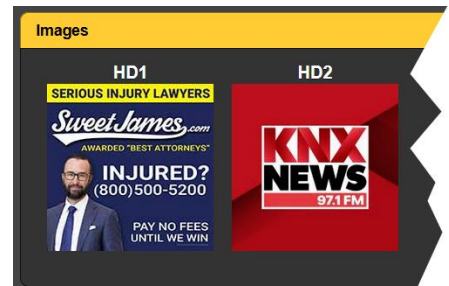 Images
HD1
HD2
SERIOUS INJURY LAWYERS
SweetJames.com
AWARDED "BEST ATTORNEYS"
INJURED?
(800)500-5200
PAY NO FEES
UNTIL WE WIN
KNX
NEWS
97.1 FM